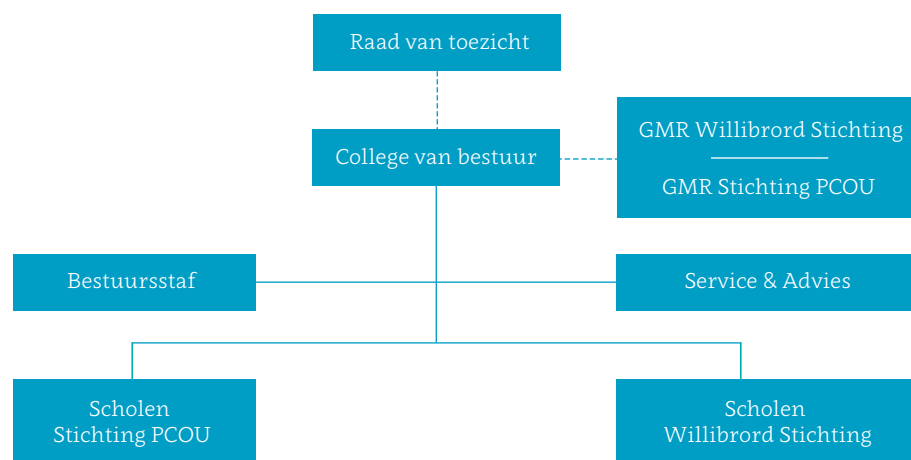 Raad van toezicht
College van bestuur
GMR Willibrord Stichting
GMR Stichting PCOU
Bestuursstaf
Service & Advies
Scholen
Stichting PCOU
Scholen
Willibrord Stichting